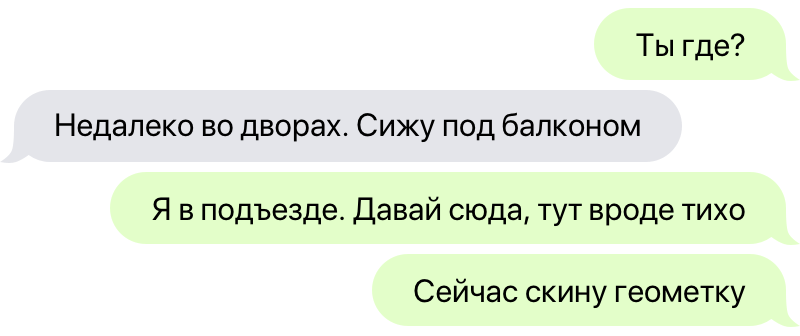 Ты где?
Недалеко во дворах. Сижу под балконом
Я в подъезде. Давай сюда, тут вроде тихо
Сейчас скину геометку